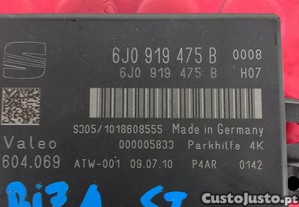 6J0 919 475 B 0008
6J0 919 475 B H07
S305/1018608555 Made in Germany
Valeo 000005833 Parkhilfe 4K
604.069 ATW-001 09.07.10 P4AR 0142
CustoJusto.pt